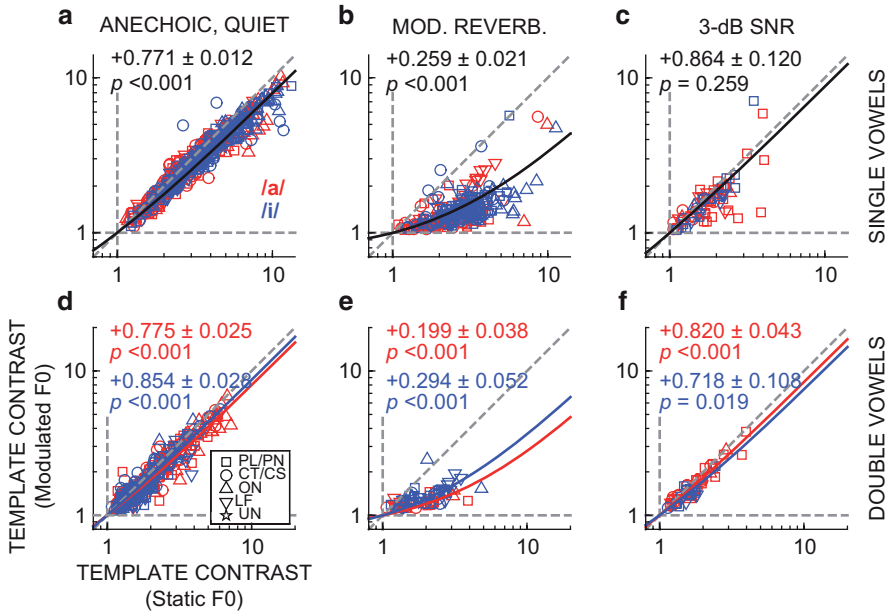 a ANECHOIC, QUIET
b MOD. REVERB.
c 3-dB SNR
+0.771 ± 0.012
p <0.001
10
1
/a/
/i/
1 10
+0.259 ± 0.021
p <0.001
10
1
1 10
+0.864 ± 0.120
p = 0.259
10
1
1 10
SINGLE VOWELS
d
e
f
+0.775 ± 0.025
p <0.001
+0.854 ± 0.028
p <0.001
10
1
PL/PN
CT/CS
ON
LF
UN
1 10
+0.199 ± 0.038
p <0.001
+0.294 ± 0.052
p <0.001
10
1
1 10
+0.820 ± 0.043
p <0.001
+0.718 ± 0.108
p = 0.019
10
1
1 10
DOUBLE VOWELS
TEMPLATE CONTRAST
(Modulated F0)
TEMPLATE CONTRAST
(Static F0)